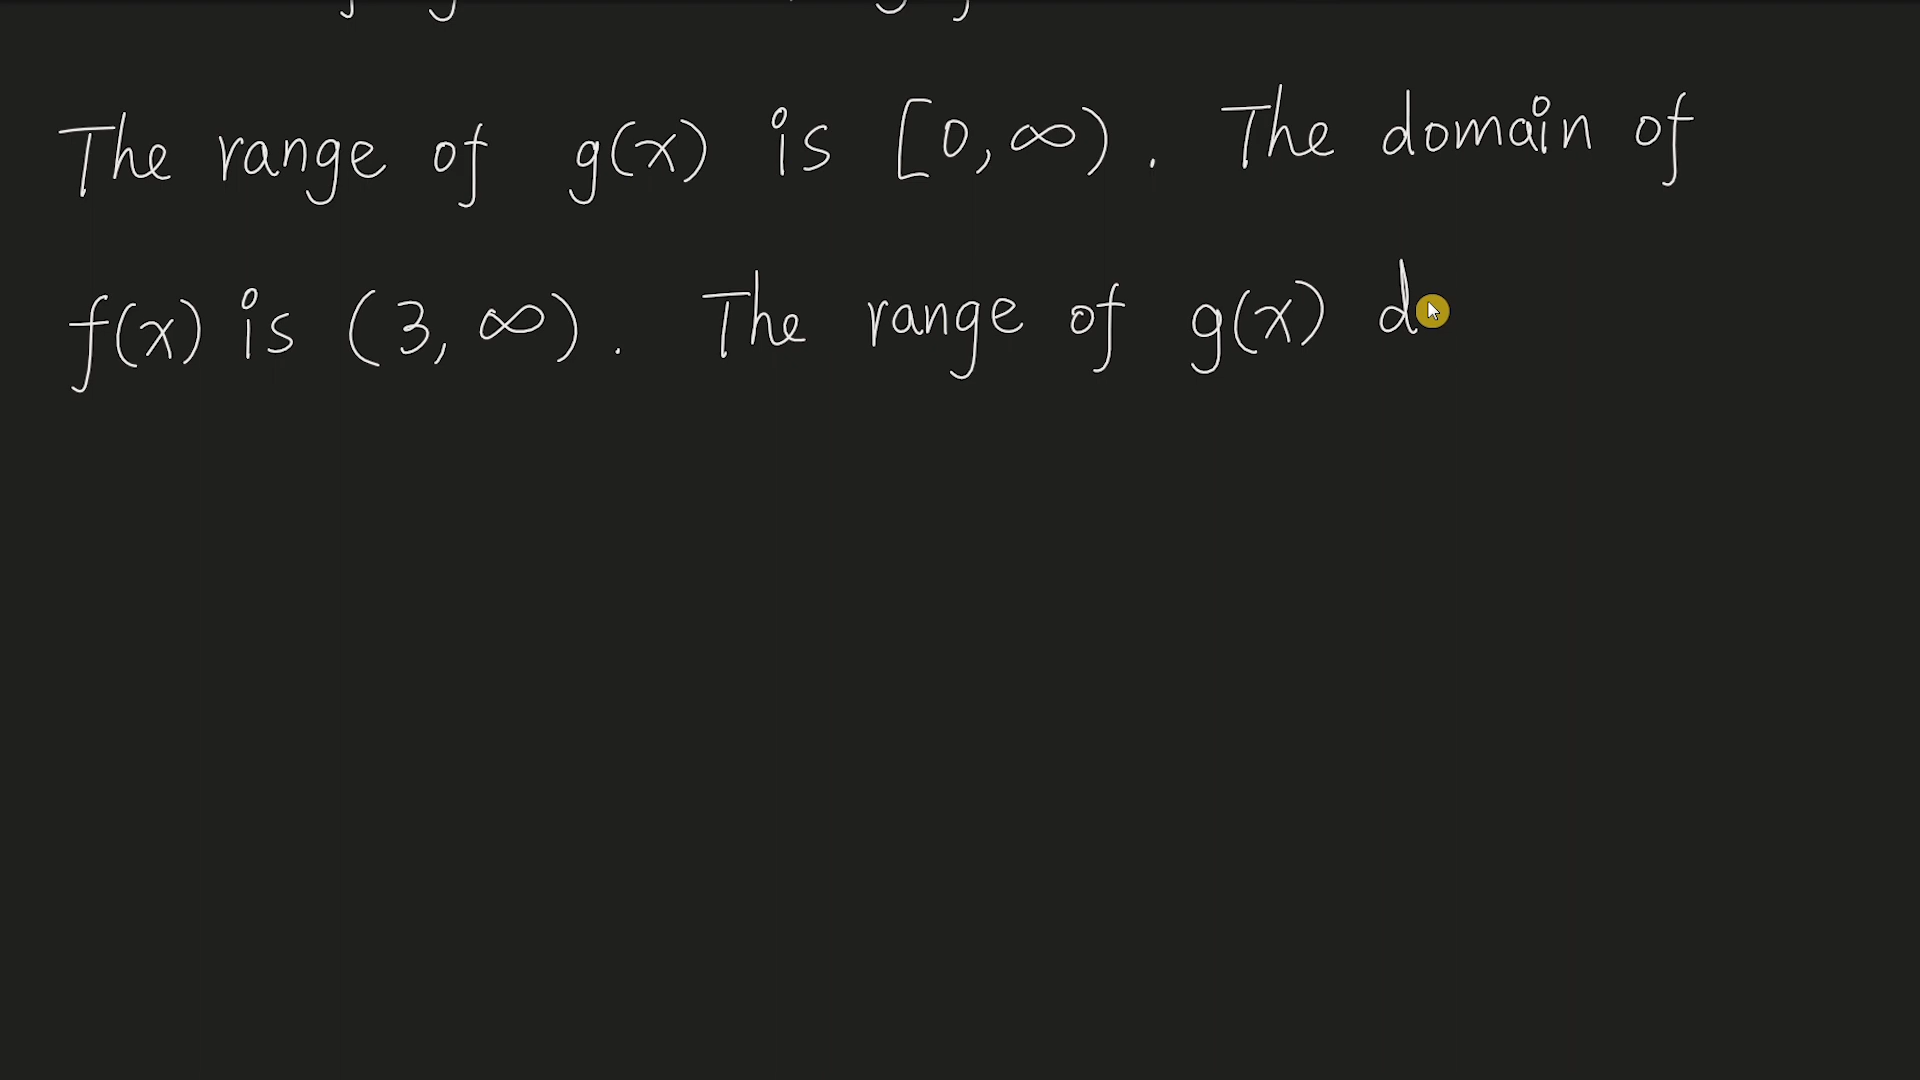 The range of g(x) is [0, ∞). The domain of
f(x) is (3, ∞). The range of g(x) d